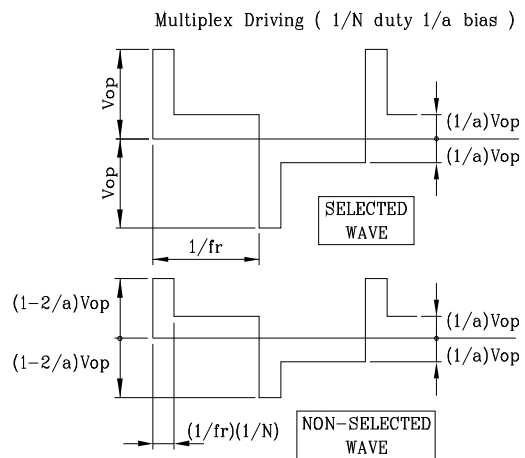 Multiplex Driving ( 1/N duty 1/a bias )
Vop
(1/a)Vop
(1/a)Vop
Vop
SELECTED
WAVE
1/fr
(1-2/a)Vop
(1/a)Vop
(1-2/a)Vop
(1/a)Vop
(1/fr)(1/N)
NON-SELECTED
WAVE